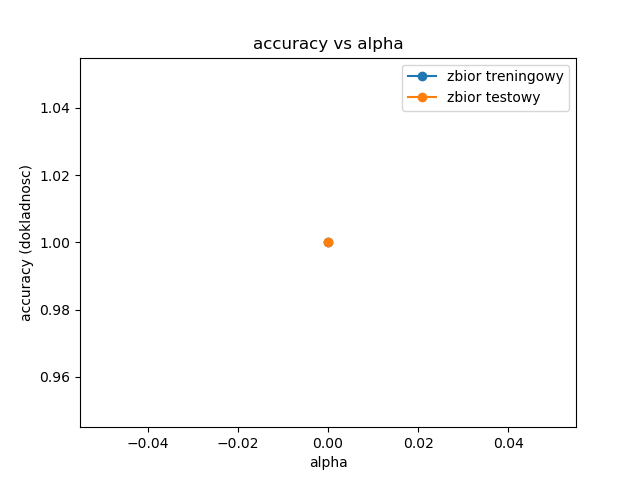 accuracy vs alpha
zbior treningowy
zbior testowy
accuracy (dokladnosc)
1.04
1.02
1.00
0.98
0.96
−0.04 −0.02 0.00 0.02 0.04
alpha